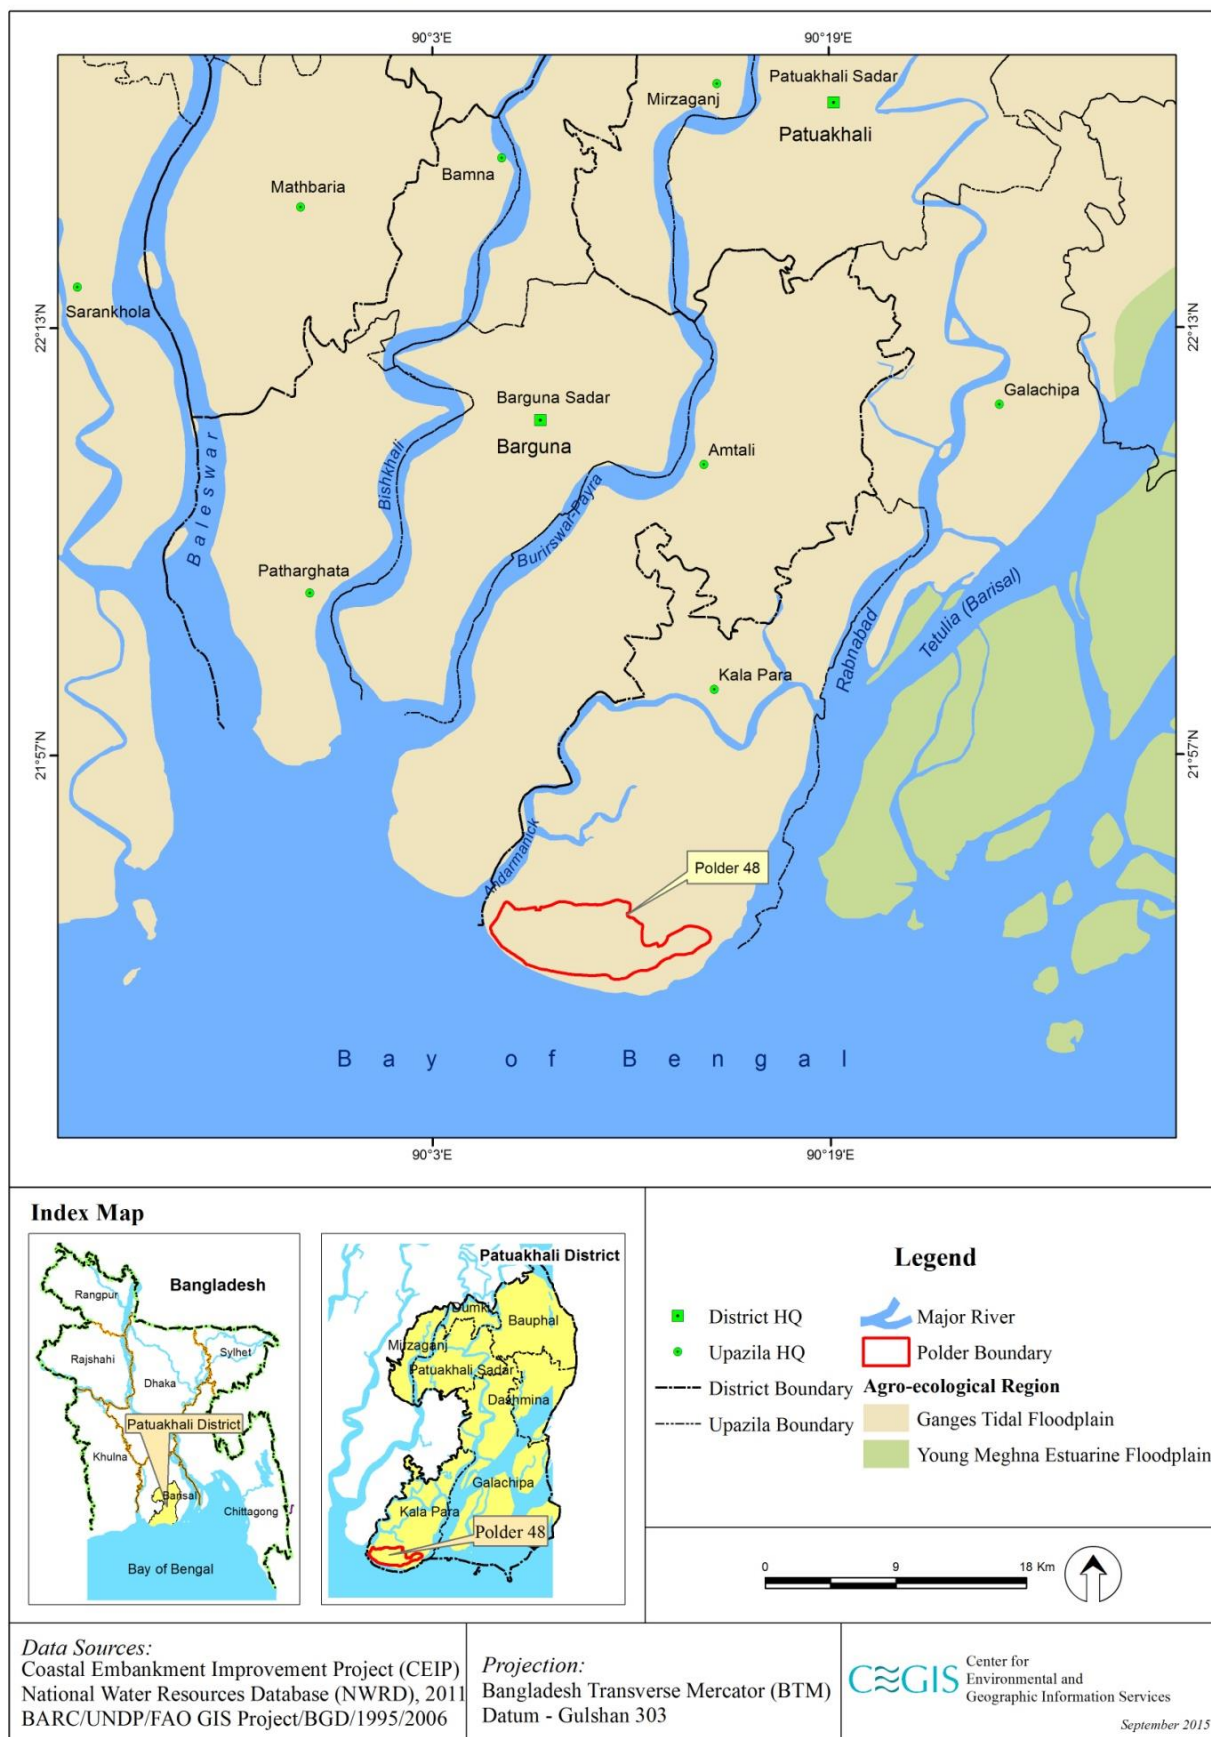 90°3'E
90°19'E
Patuakhali Sadar
Mirzaganj
Patuakhali
Bamna
Mathbaria
Sarankhola
22°13'N
22°13'N
Galachipa
Barguna Sadar
Barguna
Amtali
Baleswar
Bishkhali
Burirswar-Payra
Patharghata
Tetulia (Barisal)
Rabnabad
Kala Para
21°57'N
21°57'N
Andarmanick
Polder 48
Bay of Bengal
90°3'E
90°19'E
Index Map
Bangladesh
Rangpur
Rajshahi
Sylhet
Dhaka
Patuakhali District
Khulna
Barisal
Chittagong
Bay of Bengal
Patuakhali District
Dumki
Bauphal
Mirzaganj
Patuakhali Sadar
Dashmina
Galachipa
Kala Para
Polder 48
Legend
District HQ
Major River
Upazila HQ
Polder Boundary
District Boundary
Agro-ecological Region
Upazila Boundary
Ganges Tidal Floodplain
Young Meghna Estuarine Floodplain
0 9 18 Km
Data Sources:
Coastal Embankment Improvement Project (CEIP)
National Water Resources Database (NWRD), 2011
BARC/UNDP/FAO GIS Project/BGD/1995/2006
Projection:
Bangladesh Transverse Mercator (BTM)
Datum - Gulshan 303
CEGIS
Center for
Environmental and
Geographic Information Services
September 2015